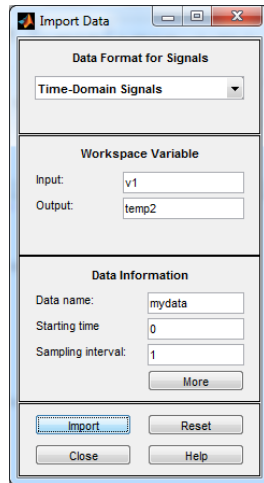 Import Data
Data Format for Signals
Time-Domain Signals
Workspace Variable
Input: v1
Output: temp2
Data Information
Data name: mydata
Starting time 0
Sampling interval: 1
More
Import Reset
Close Help